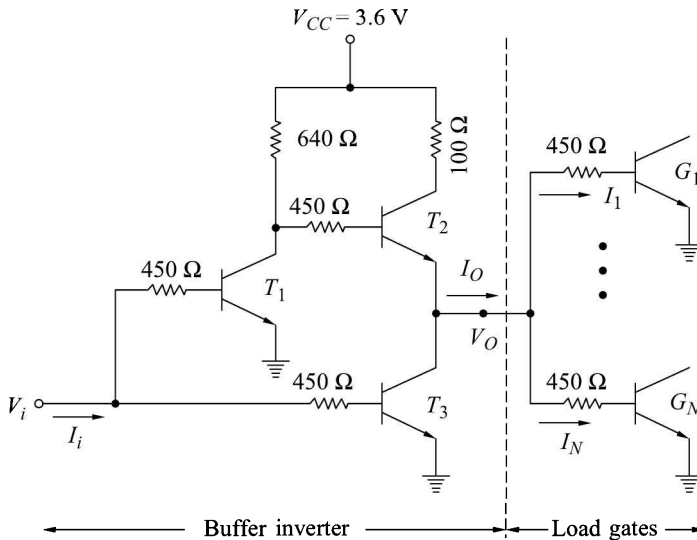 V_CC = 3.6 V
640 Ω
100 Ω
450 Ω
T_2
450 Ω
T_1
I_O
V_O
450 Ω
G_1
I_1
V_i
I_i
450 Ω
T_3
450 Ω
G_N
I_N
Buffer inverter
Load gates